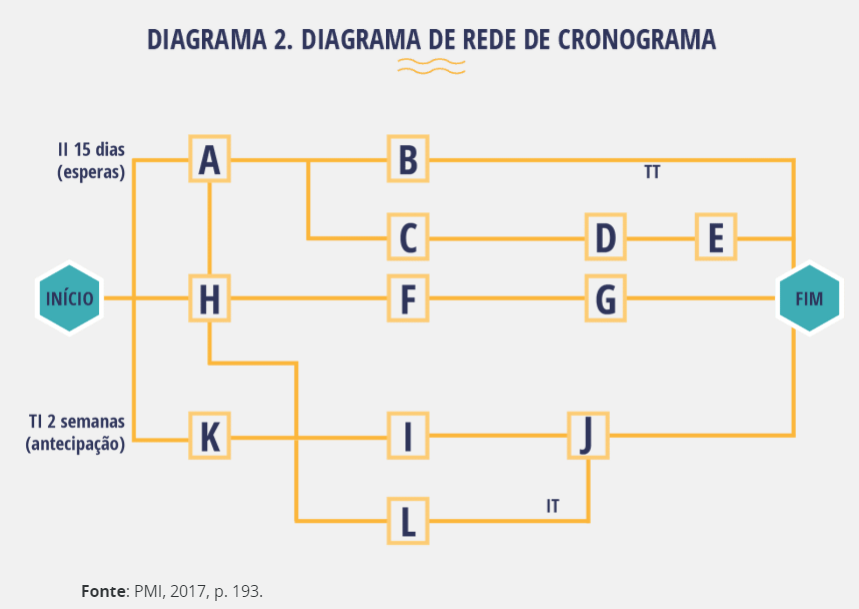 DIAGRAMA 2. DIAGRAMA DE REDE DE CRONOGRAMA
II 15 dias
(esperas)
A
B
TT
C
D
E
INÍCIO
H
F
G
FIM
TI 2 semanas
(antecipação)
K
I
J
L
IT
Fonte: PMI, 2017, p. 193.